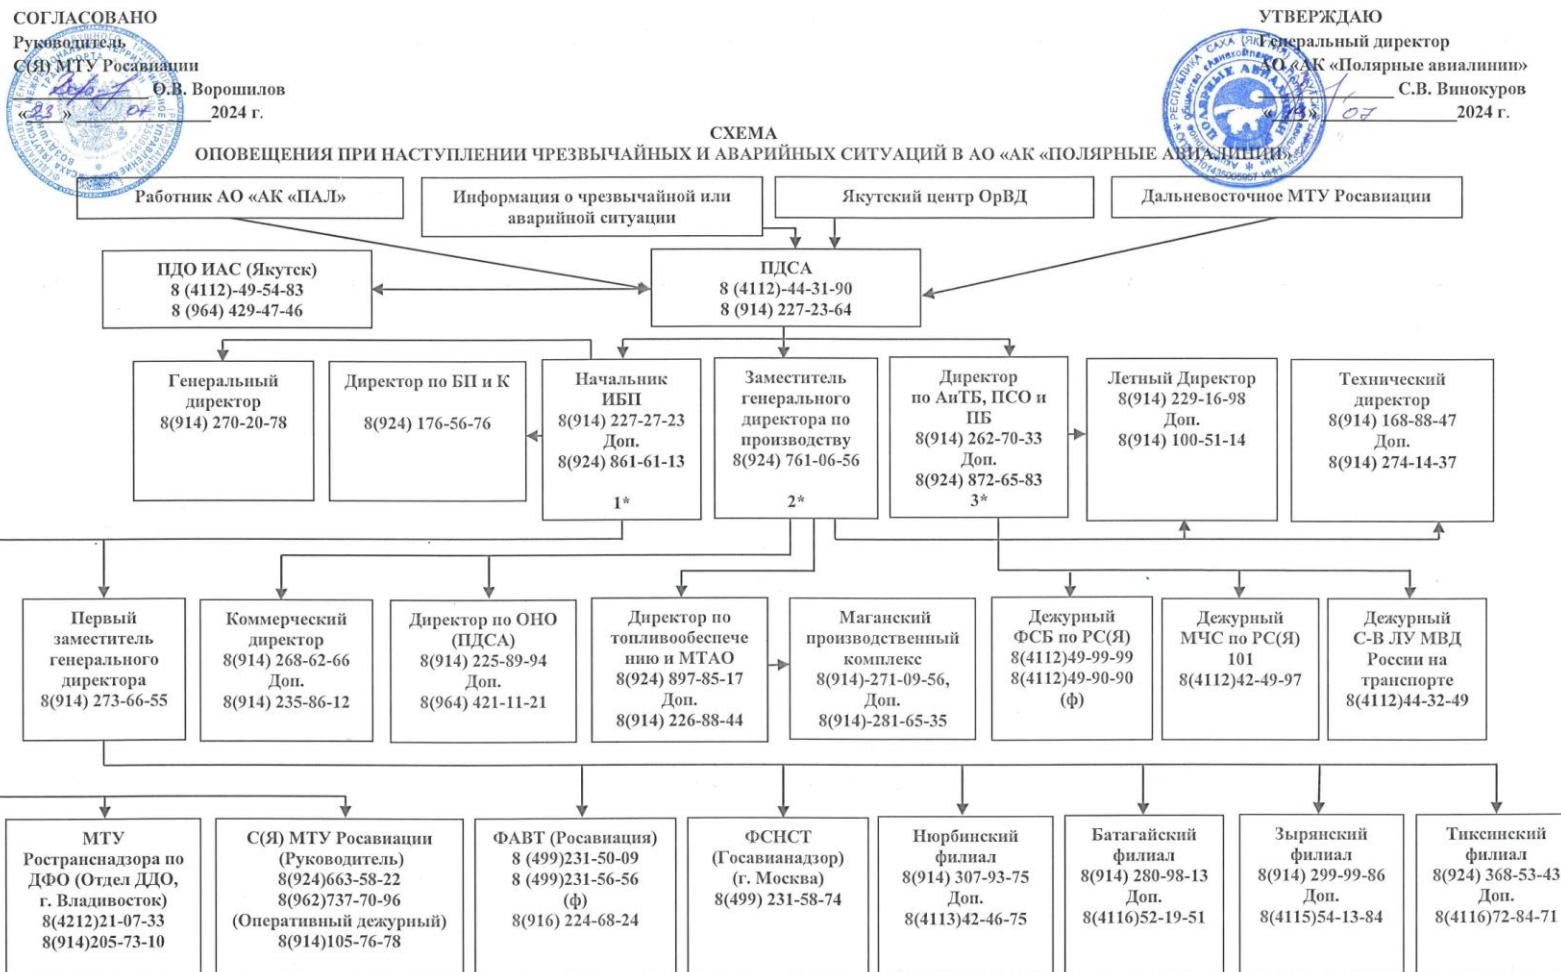 СОГЛАСОВАНО
Руководитель
С(Я) МТУ Росавиации
О.В. Ворошилов
«23» 07 2024 г.
УТВЕРЖДАЮ
Генеральный директор
АО «АК «Полярные авиалинии»
С.В. Винокуров
« » 07 2024 г.
СХЕМА
ОПОВЕЩЕНИЯ ПРИ НАСТУПЛЕНИИ ЧРЕЗВЫЧАЙНЫХ И АВАРИЙНЫХ СИТУАЦИЙ В АО «АК «ПОЛЯРНЫЕ АВИАЛИНИИ»
Работник АО «АК «ПАЛ»
Информация о чрезвычайной или
аварийной ситуации
Якутский центр ОрВД
Дальневосточное МТУ Росавиации
ПДО ИАС (Якутск)
8 (4112)-49-54-83
8 (964) 429-47-46
ПДСА
8 (4112)-44-31-90
8 (914) 227-23-64
Генеральный
директор
8(914) 270-20-78
Директор по БП и К
8(924) 176-56-76
Начальник
ИБП
8(914) 227-27-23
Доп.
8(924) 861-61-13
1*
Заместитель
генерального
директора по
производству
8(924) 761-06-56
2*
Директор
по АиТБ, ПСО и
ПБ
8(914) 262-70-33
Доп.
8(924) 872-65-83
3*
Летный Директор
8(914) 229-16-98
Доп.
8(914) 100-51-14
Технический
директор
8(914) 168-88-47
Доп.
8(914) 274-14-37
Первый
заместитель
генерального
директора
8(914) 273-66-55
Коммерческий
директор
8(914) 268-62-66
Доп.
8(914) 235-86-12
Директор по ОНО
(ПДСА)
8(914) 225-89-94
Доп.
8(964) 421-11-21
Директор по
топливообеспече
нию и МТАО
8(924) 897-85-17
Доп.
8(914) 226-88-44
Маганский
производственный
комплекс
8(914)-271-09-56,
Доп.
8(914)-281-65-35
Дежурный
ФСБ по РС(Я)
8(4112)49-99-99
8(4112)49-90-90
(ф)
Дежурный
МЧС по РС(Я)
101
8(4112)42-49-97
Дежурный
С-В ЛУ МВД
России на
транспорте
8(4112)44-32-49
МТУ
Ространснадзора по
ДФО (Отдел ДДО,
г. Владивосток)
8(4212)21-07-33
8(914)205-73-10
С(Я) МТУ Росавиации
(Руководитель)
8(924)663-58-22
8(962)737-70-96
(Оперативный дежурный)
8(914)105-76-78
ФАВТ (Росавиация)
8 (499)231-50-09
8 (499)231-56-56
(ф)
8(916) 224-68-24
ФСНСТ
(Госавианадзор)
(г. Москва)
8(499) 231-58-74
Нюрбинский
филиал
8(914) 307-93-75
Доп.
8(4113)42-46-75
Батагайский
филиал
8(914) 280-98-13
Доп.
8(4116)52-19-51
Зырянский
филиал
8(914) 299-99-86
Доп.
8(4115)54-13-84
Тиксинский
филиал
8(924) 368-53-43
Доп.
8(4116)72-84-71